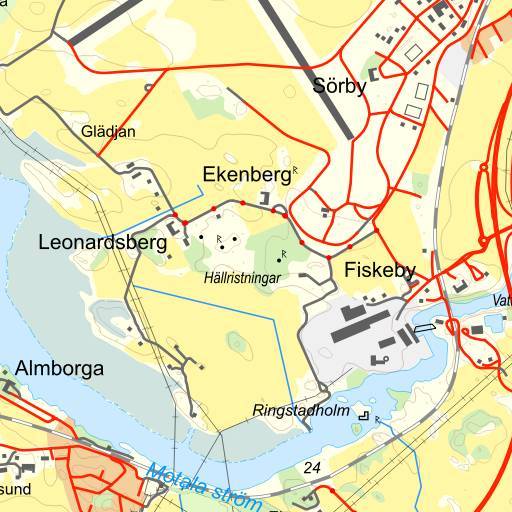 Sörby
Glädjan
Ekenberg
R
Leonardsberg
R
R
Hällristningar
Fiskeby
Almborga
Ringstadholm
R
24
Motala ström
sund